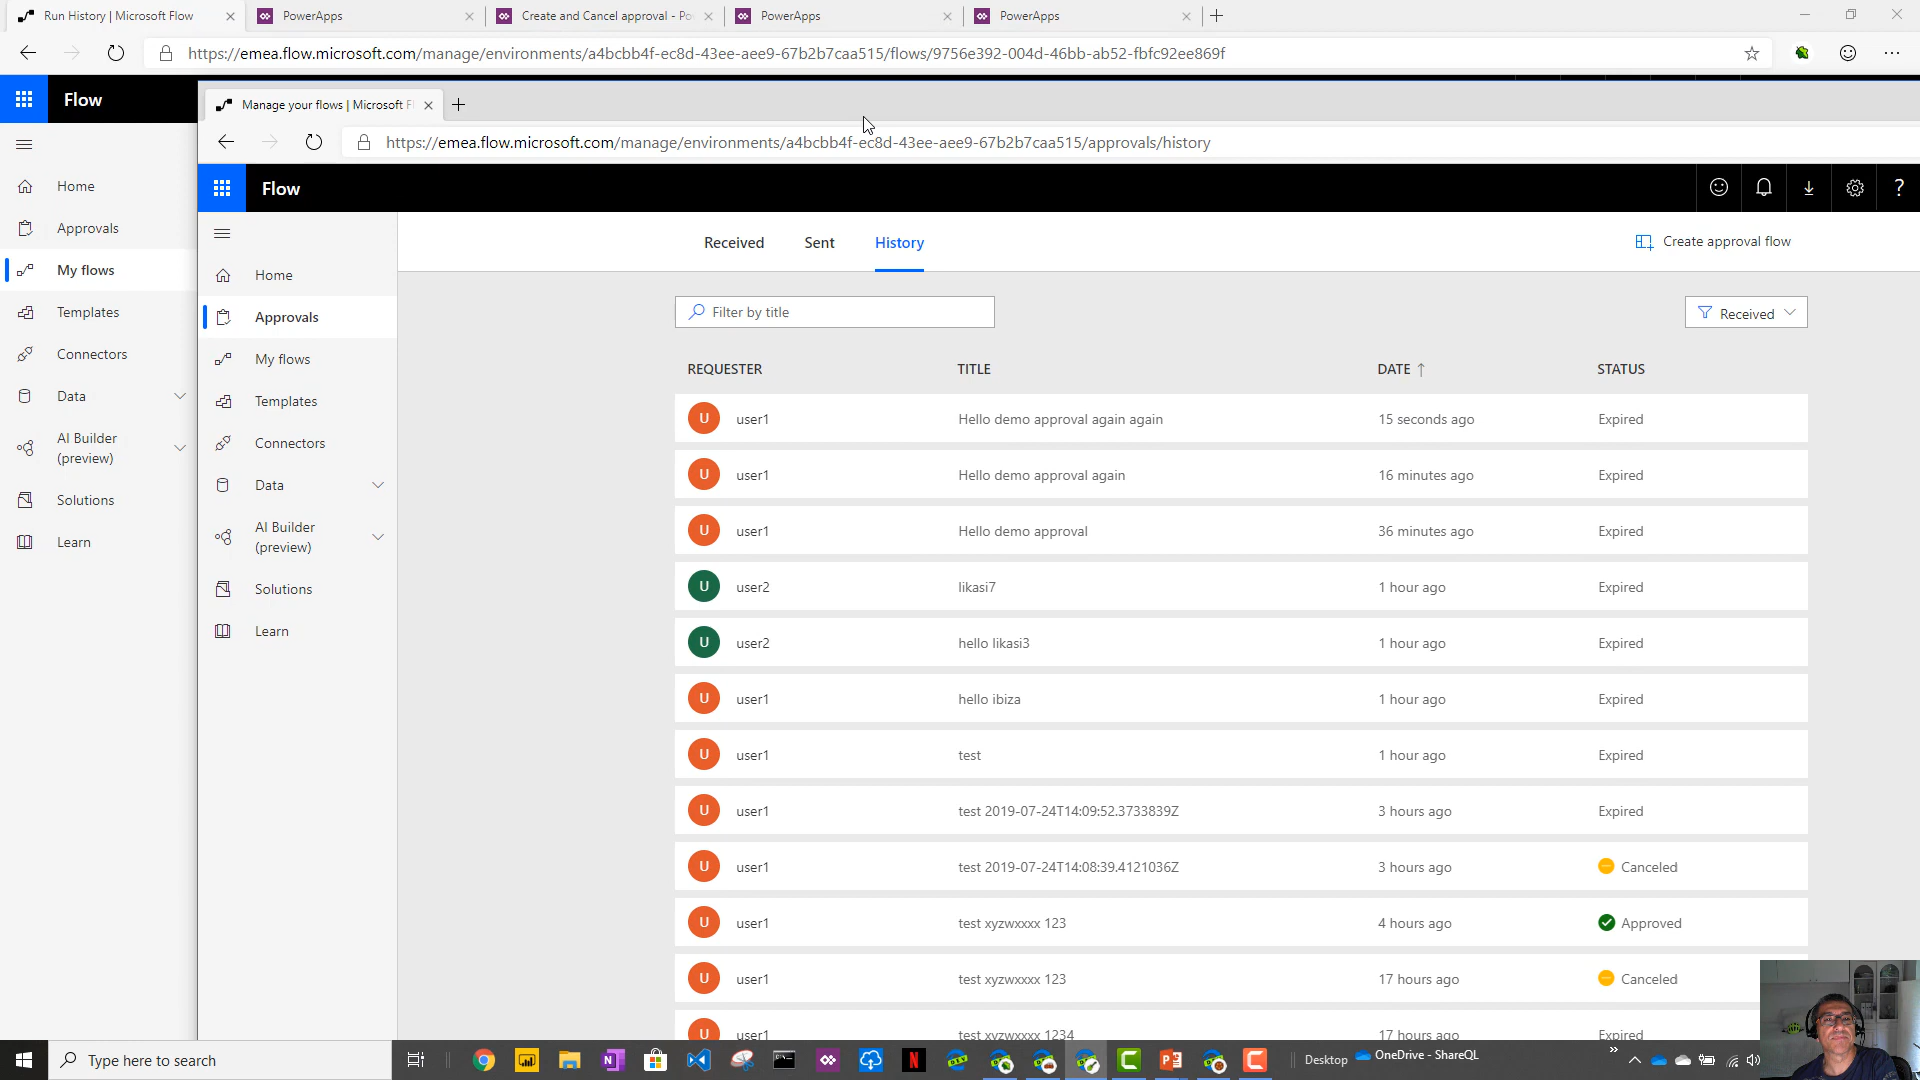 Run History | Microsoft Flow
PowerApps
Create and Cancel approval - Po
PowerApps
PowerApps
https://emea.flow.microsoft.com/manage/environments/a4bcbb4f-ec8d-43ee-aee9-67b2b7caa515/flows/9756e392-004d-46bb-ab52-fbfc92ee869f
Flow
Home
Approvals
My flows
Templates
Connectors
Data
AI Builder
(preview)
Solutions
Learn
Manage your flows | Microsoft Fl
https://emea.flow.microsoft.com/manage/environments/a4bcbb4f-ec8d-43ee-aee9-67b2b7caa515/approvals/history
Flow
?
Home
Approvals
My flows
Templates
Connectors
Data
AI Builder
(preview)
Solutions
Learn
Received Sent History
Create approval flow
Filter by title
Received
REQUESTER TITLE DATE STATUS
U user1 Hello demo approval again again 15 seconds ago Expired
U user1 Hello demo approval again 16 minutes ago Expired
U user1 Hello demo approval 36 minutes ago Expired
U user2 likasi7 1 hour ago Expired
U user2 hello likasi3 1 hour ago Expired
U user1 hello ibiza 1 hour ago Expired
U user1 test 1 hour ago Expired
U user1 test 2019-07-24T14:09:52.3733839Z 3 hours ago Expired
U user1 test 2019-07-24T14:08:39.4121036Z 3 hours ago Canceled
U user1 test xyzwxxxx 123 4 hours ago Approved
U user1 test xyzwxxxx 123 17 hours ago Canceled
U user1 test xyzwxxxx 1234 17 hours ago Expired
Type here to search
Desktop
OneDrive - ShareQL